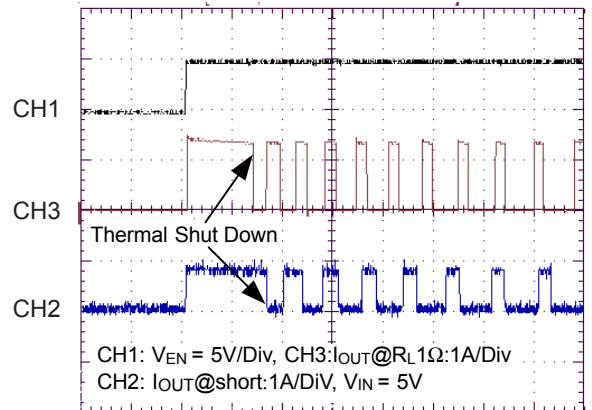 CH1
CH3
Thermal Shut Down
CH2
CH1: VEN = 5V/Div, CH3:IOUT@RL1Ω:1A/Div
CH2: IOUT@short:1A/DiV, VIN = 5V